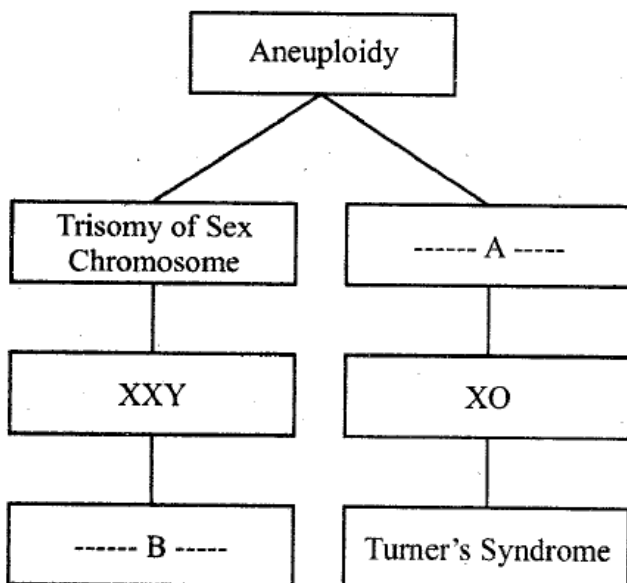 Aneuploidy
Trisomy of Sex
Chromosome
------ A -----
XXY
XO
------ B -----
Turner's Syndrome